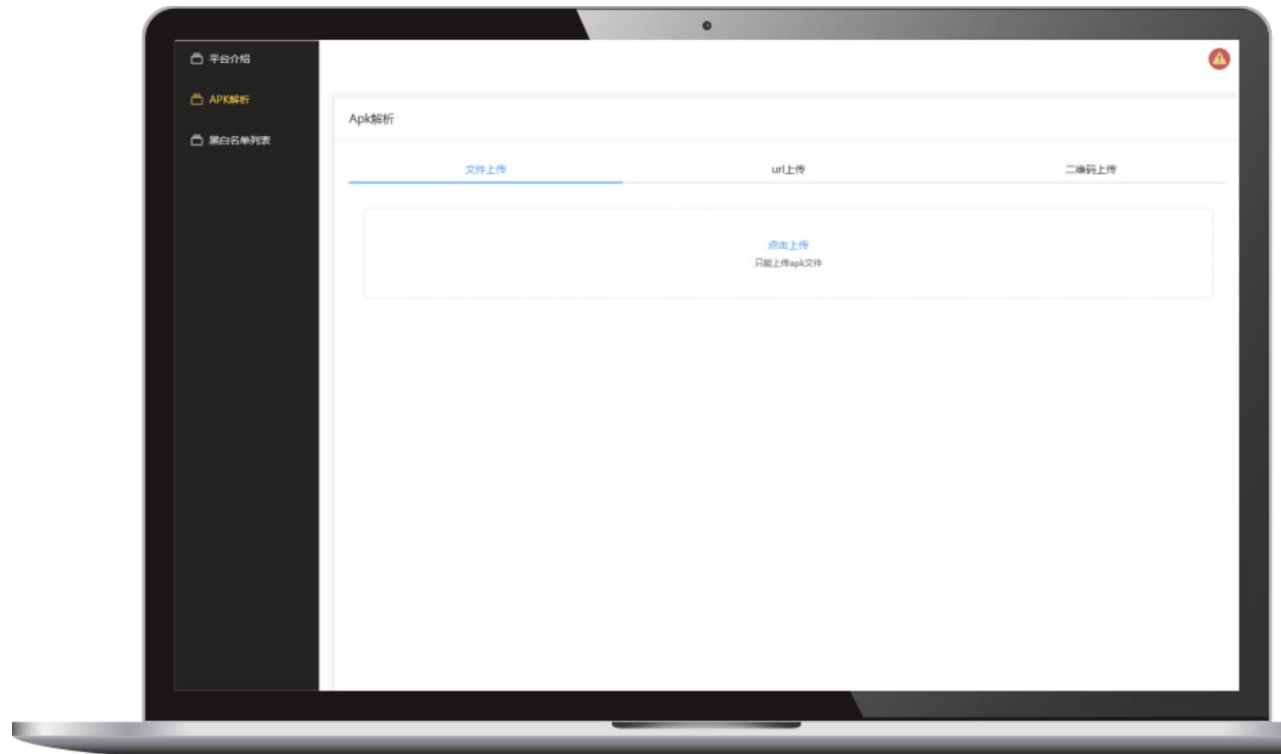 平台介绍
APK解析
黑白名单列表
Apk解析
文件上传
url上传
二维码上传
点击上传
只能上传apk文件